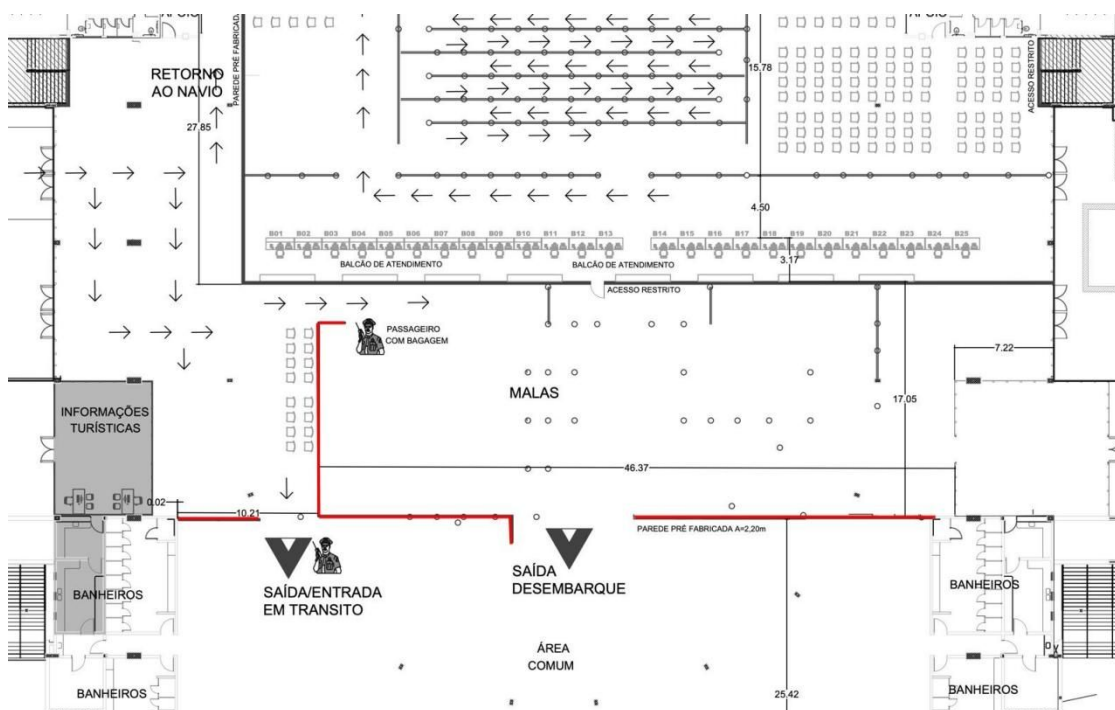 APOIO
APOIO
RETORNO
AO NAVIO
PAREDE PRÉ FABRICADA
27.85
15.78
ACESSO RESTRITO
4.50
B01 B02 B03 B04 B05 B06 B07 B08 B09 B10 B11 B12 B13
B14 B15 B16 B17 B18 B19 B20 B21 B22 B23 B24 B25
3.17
BALCÃO DE ATENDIMENTO
BALCÃO DE ATENDIMENTO
ACESSO RESTRITO
PASSAGEIRO
COM BAGAGEM
7.22
MALAS
17.05
INFORMAÇÕES
TURÍSTICAS
46.37
0.02
10.21
PAREDE PRÉ FABRICADA A=2,20m
SAÍDA/ENTRADA
EM TRANSITO
SAÍDA
DESEMBARQUE
BANHEIROS
BANHEIROS
ÁREA
COMUM
BANHEIROS
BANHEIROS
25.42